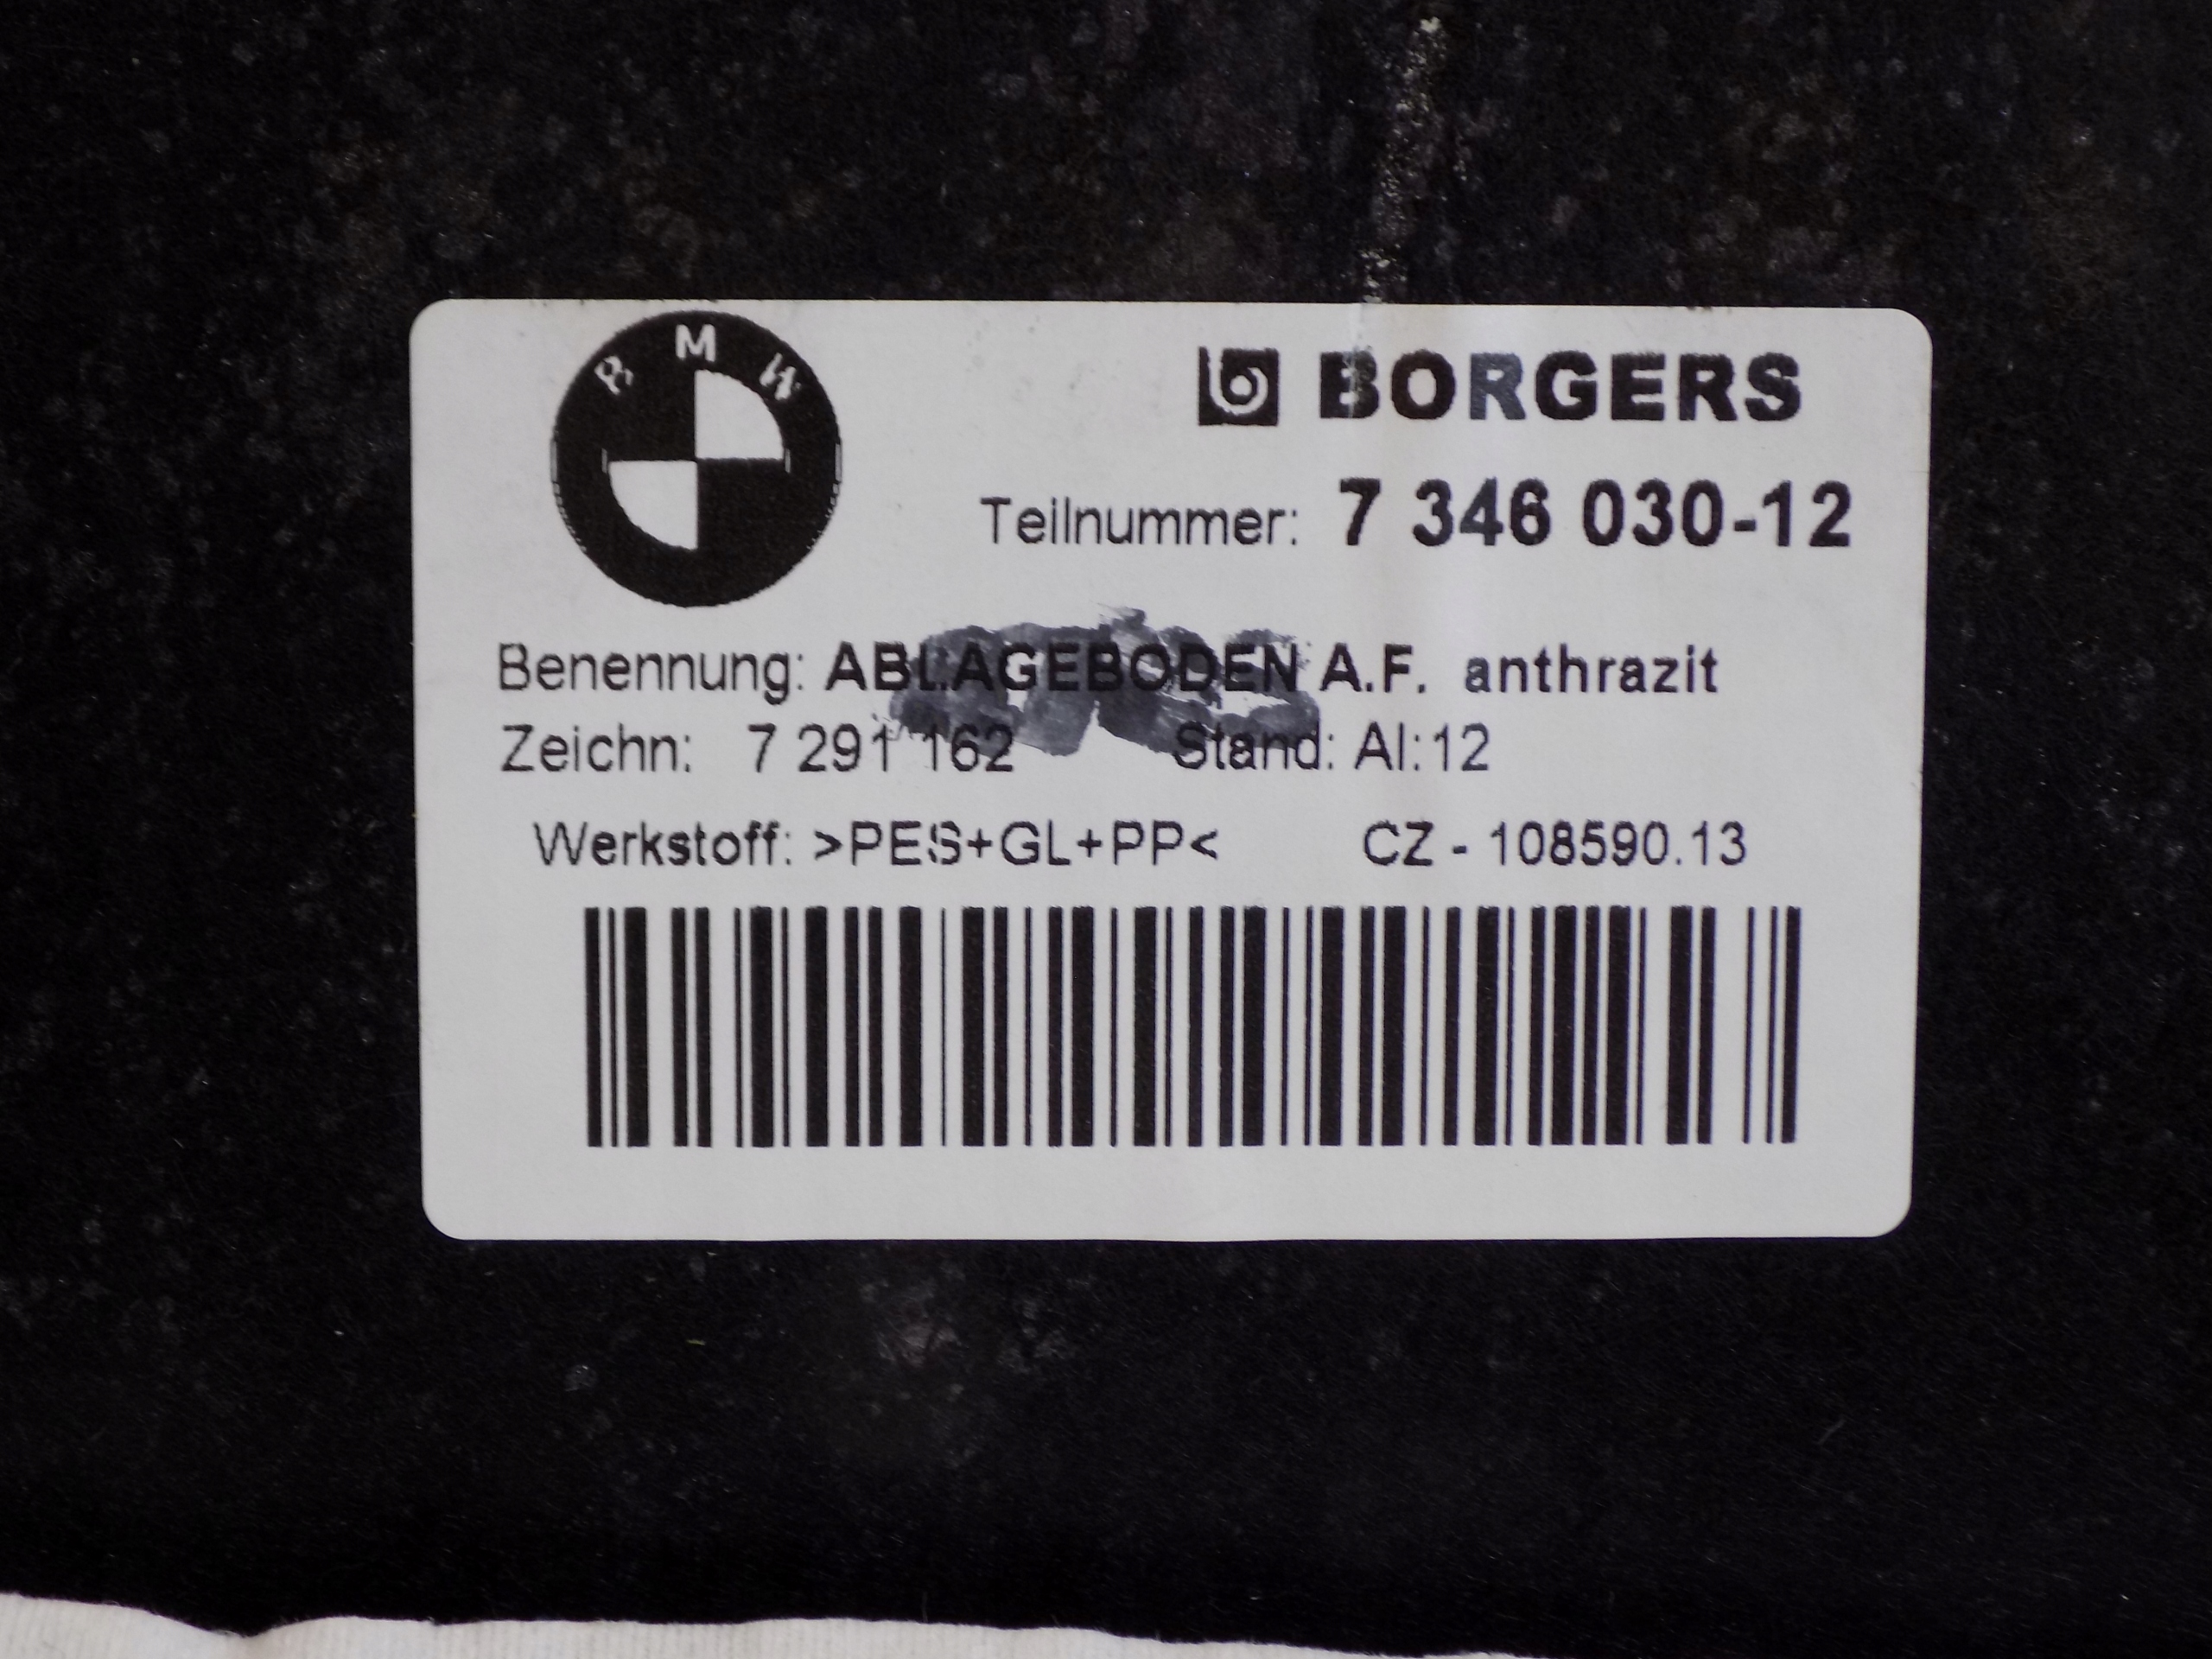 BMW
BORGERS
Teilnummer: 7 346 030-12
Benennung: ABLAGEBODEN A.F. anthrazit
Zeichn: 7 291 162 Stand: AI:12
Werkstoff: >PES+GL+PP< CZ - 108590.13